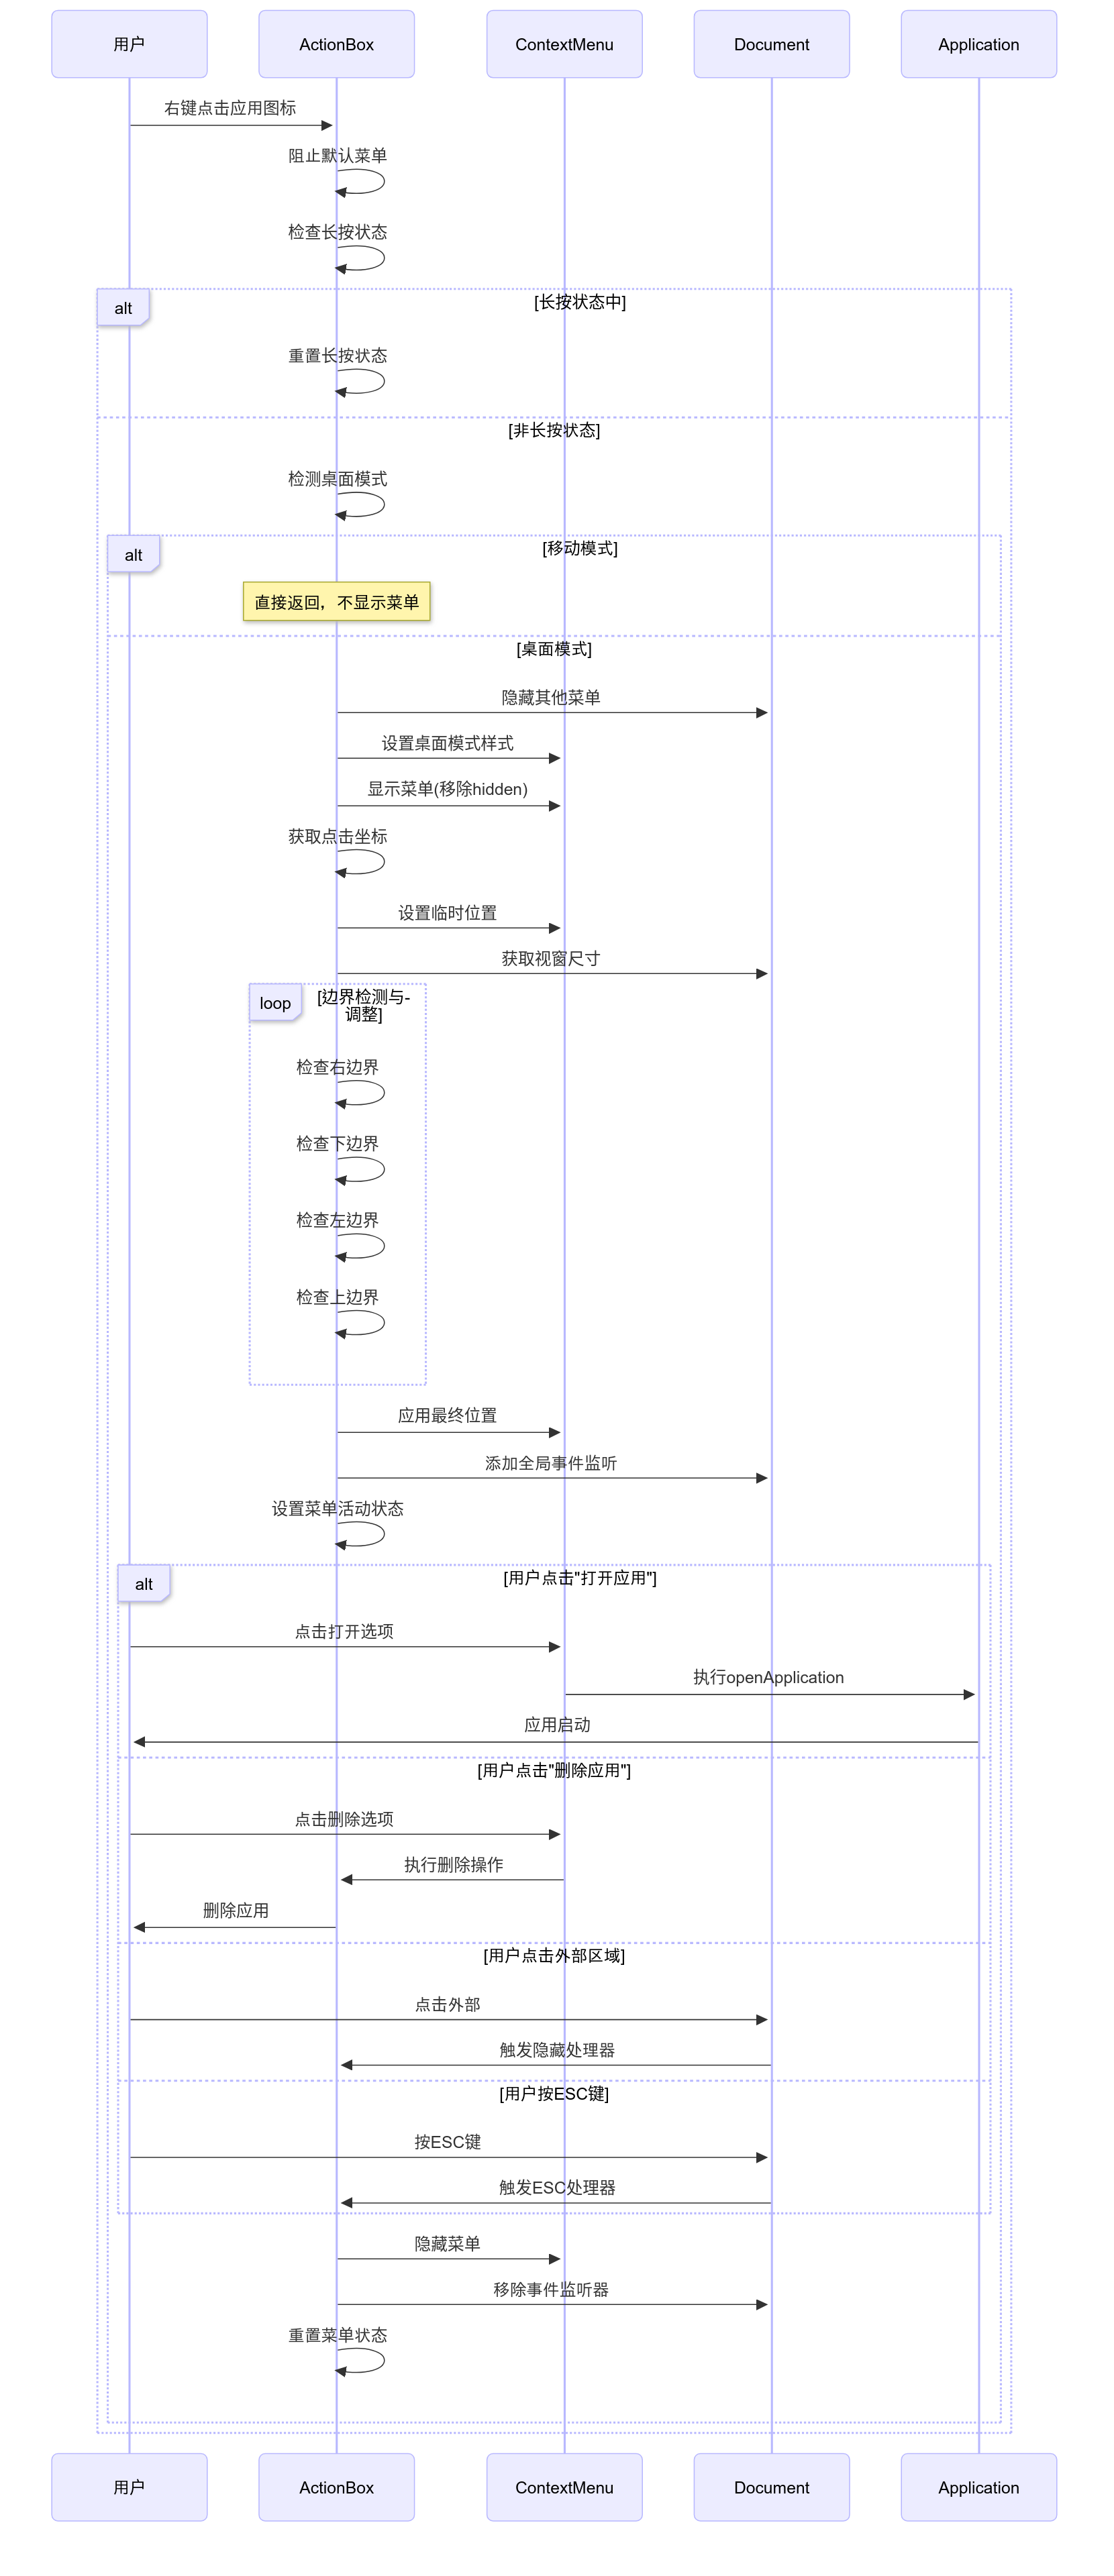 用户
ActionBox
ContextMenu
Document
Application
右键点击应用图标
阻止默认菜单
检查长按状态
alt
[长按状态中]
重置长按状态
[非长按状态]
检测桌面模式
alt
[移动模式]
直接返回，不显示菜单
[桌面模式]
隐藏其他菜单
设置桌面模式样式
显示菜单(移除hidden)
获取点击坐标
设置临时位置
获取视窗尺寸
loop
[边界检测与-
调整]
检查右边界
检查下边界
检查左边界
检查上边界
应用最终位置
添加全局事件监听
设置菜单活动状态
alt
[用户点击"打开应用"]
点击打开选项
执行openApplication
应用启动
[用户点击"删除应用"]
点击删除选项
执行删除操作
删除应用
[用户点击外部区域]
点击外部
触发隐藏处理器
[用户按ESC键]
按ESC键
触发ESC处理器
隐藏菜单
移除事件监听器
重置菜单状态
用户
ActionBox
ContextMenu
Document
Application